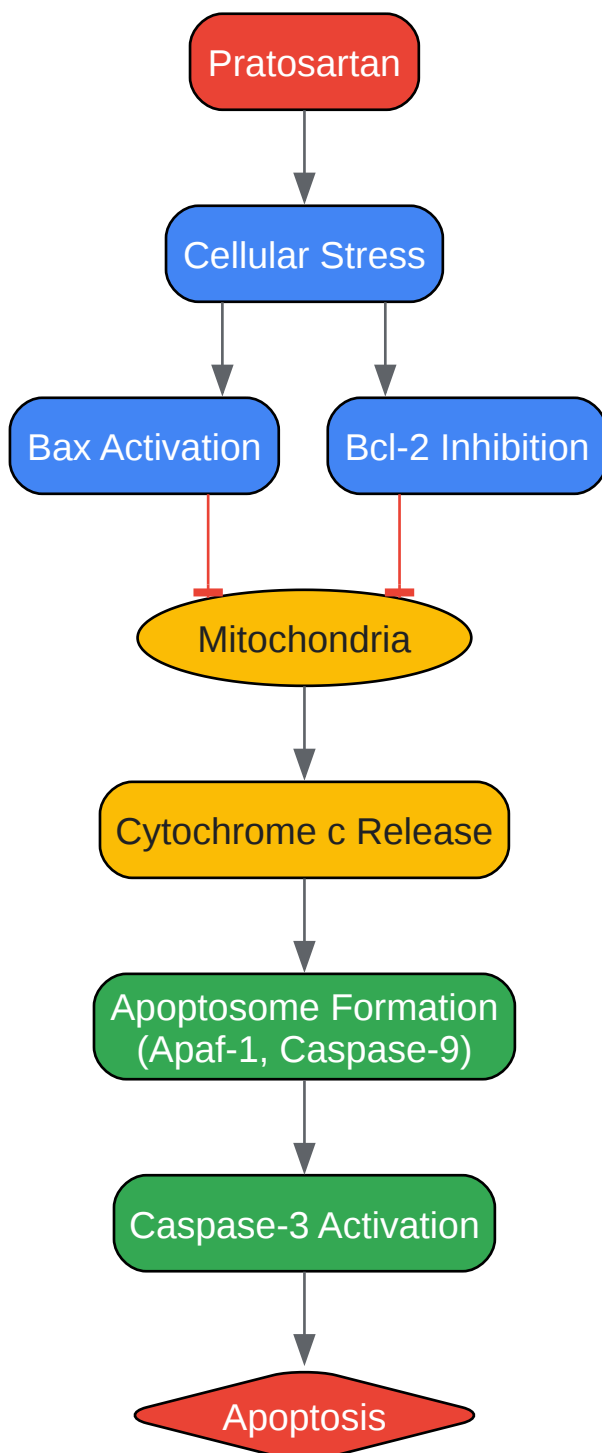 Pratosartan
Cellular Stress
Bax Activation
Bcl-2 Inhibition
Mitochondria
Cytochrome c Release
Apoptosome Formation
(Apaf-1, Caspase-9)
Caspase-3 Activation
Apoptosis